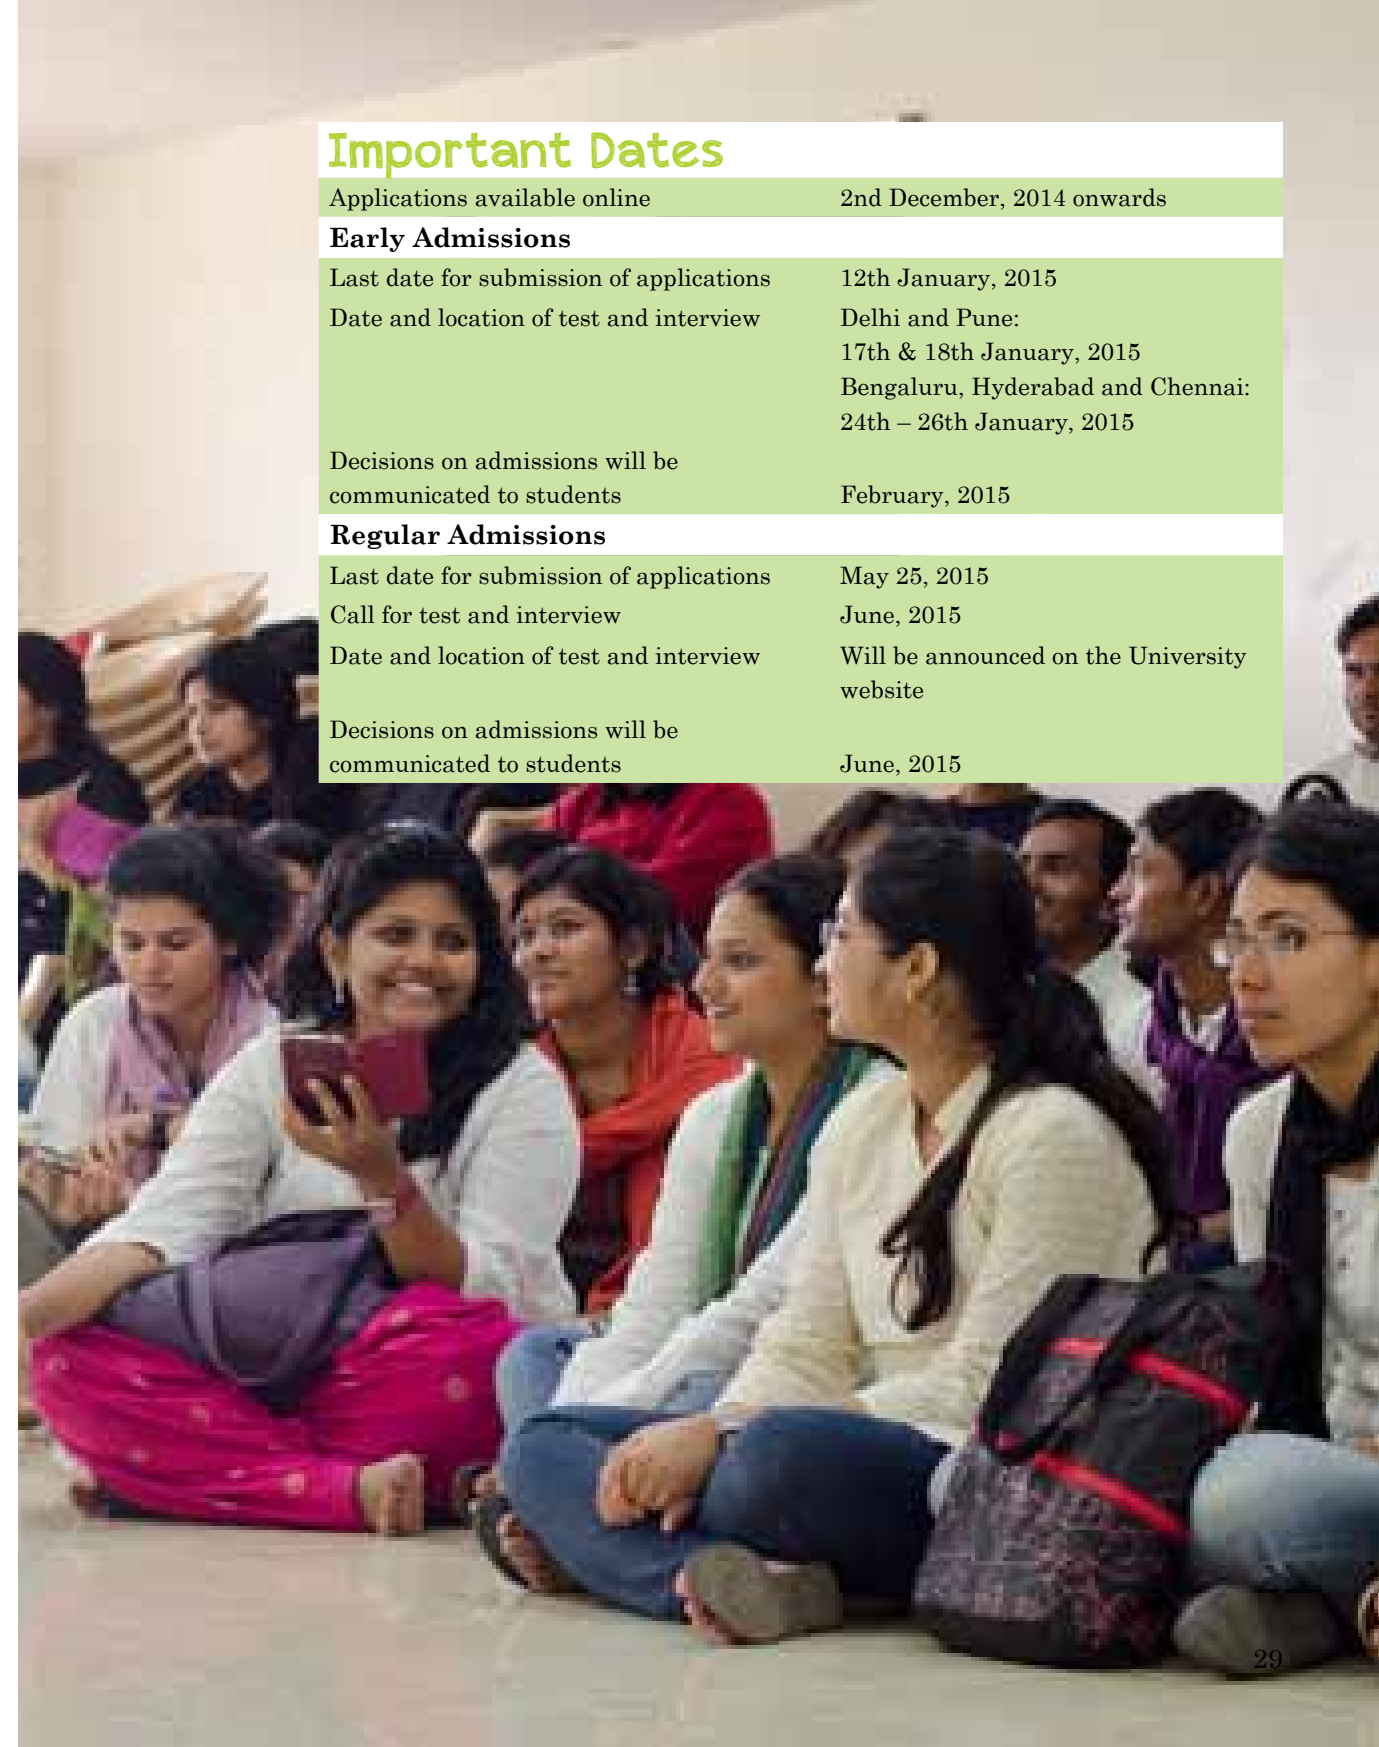 Important Dates
Applications available online 2nd December, 2014 onwards
Early Admissions
Last date for submission of applications 12th January, 2015
Date and location of test and interview Delhi and Pune:
17th & 18th January, 2015
Bengaluru, Hyderabad and Chennai:
24th – 26th January, 2015
Decisions on admissions will be
communicated to students February, 2015
Regular Admissions
Last date for submission of applications May 25, 2015
Call for test and interview June, 2015
Date and location of test and interview Will be announced on the University
website
Decisions on admissions will be
communicated to students June, 2015
29